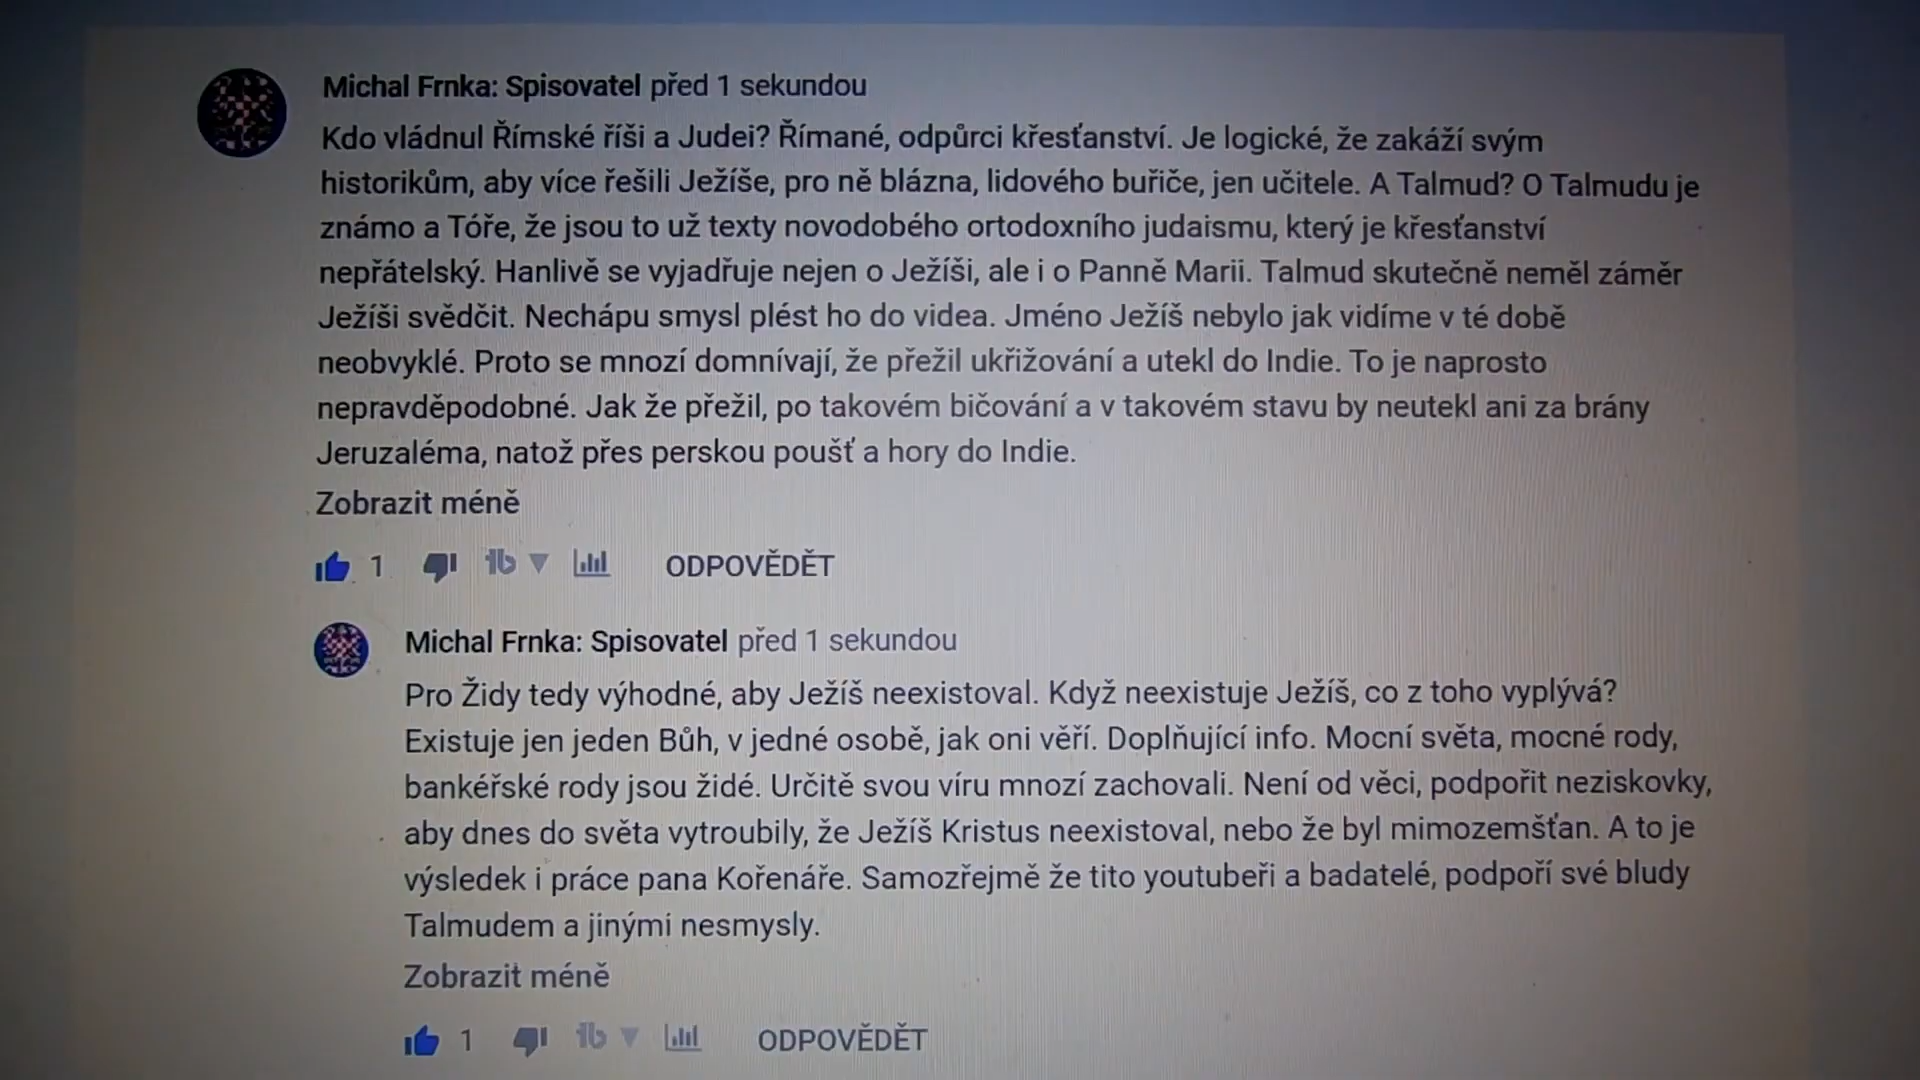 Michal Frnka: Spisovatel před 1 sekundou
Kdo vládnul Římské říši a Judei? Římané, odpůrci křesťanství. Je logické, že zakáží svým
historikům, aby více řešili Ježíše, pro ně blázna, lidového buřiče, jen učitele. A Talmud? O Talmudu je
známo a Tóře, že jsou to už texty novodobého ortodoxního judaismu, který je křesťanství
nepřátelský. Hanlivě se vyjadřuje nejen o Ježíši, ale i o Panně Marii. Talmud skutečně neměl záměr
Ježíši svědčit. Nechápu smysl plést ho do videa. Jméno Ježíš nebylo jak vidíme v té době
neobvyklé. Proto se mnozí domnívají, že přežil ukřižování a utekl do Indie. To je naprosto
nepravděpodobné. Jak že přežil, po takovém bičování a v takovém stavu by neutekl ani za brány
Jeruzaléma, natož přes perskou poušť a hory do Indie.
Zobrazit méně
1 ODPOVĚDĚT
Michal Frnka: Spisovatel před 1 sekundou
Pro Židy tedy výhodné, aby Ježíš neexistoval. Když neexistuje Ježíš, co z toho vyplývá?
Existuje jen jeden Bůh, v jedné osobě, jak oni věří. Doplňující info. Mocní světa, mocné rody,
bankéřské rody jsou židé. Určitě svou víru mnozí zachovali. Není od věci, podpořit neziskovky,
aby dnes do světa vytroubily, že Ježíš Kristus neexistoval, nebo že byl mimozemšťan. A to je
výsledek i práce pana Kořenáře. Samozřejmě že tito youtubeři a badatelé, podpoří své bludy
Talmudem a jinými nesmysly.
Zobrazit méně
1 ODPOVĚDĚT